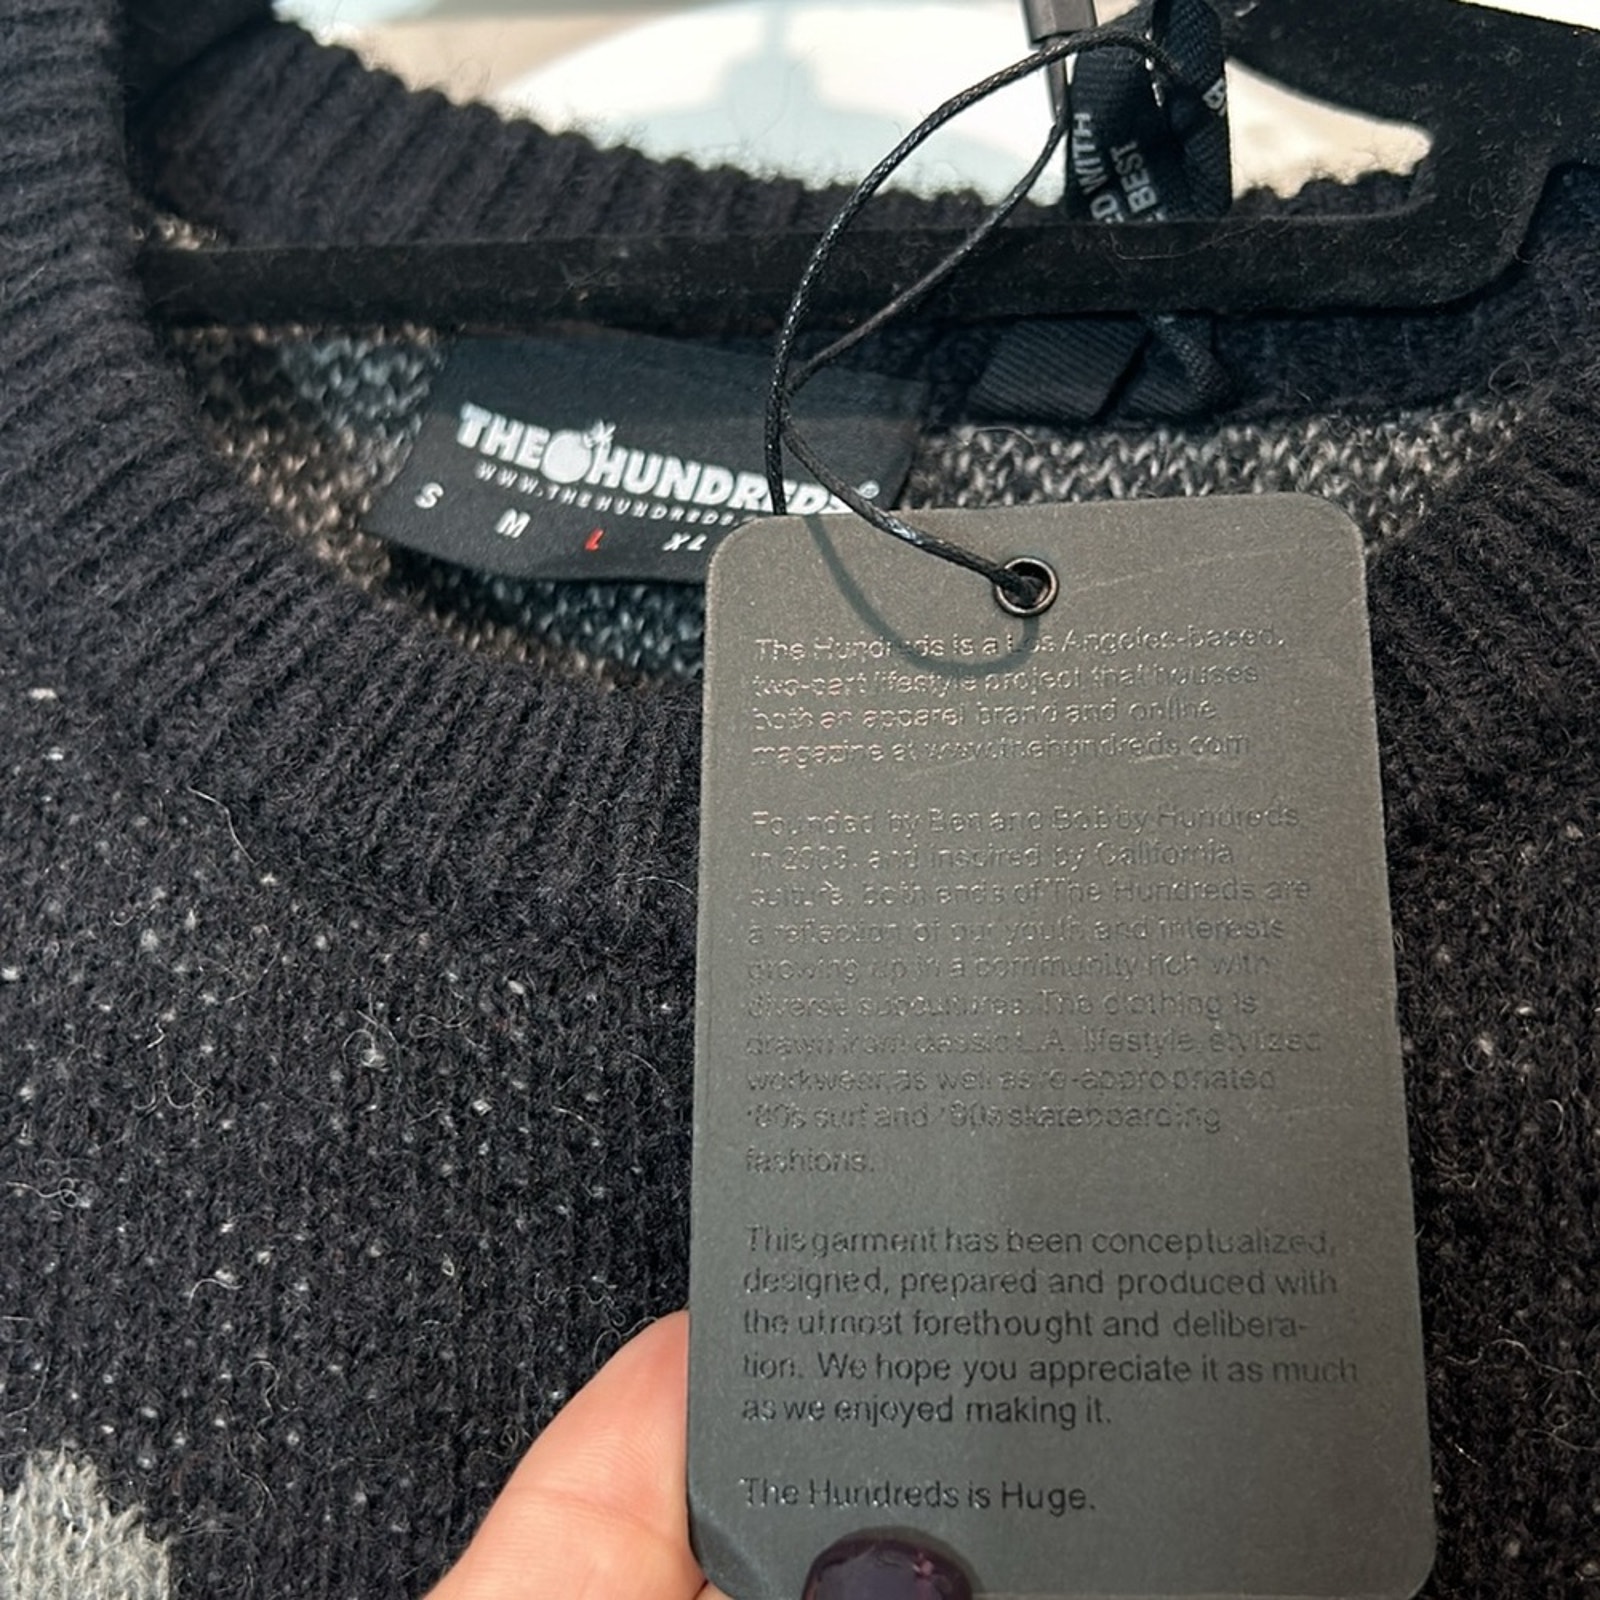 ED WITH
E BEST
THE HUNDREDS
WWW.THEHUNDREDS.
S M L XL
The Hundreds is a Los Angeles-based,
two-part lifestyle project that houses
both an apparel brand and online
magazine at www.thehundreds.com
Founded by Ben and Bobby Hundreds
in 2003, and inspired by California
culture, both ends of The Hundreds are
a reflection of our youth and interests
growing up in a community rich with
diverse subcultures. The clothing is
drawn from classic L.A. lifestyle, stylized
workwear, as well as re-appropriated
'80s surf and '90s skateboarding
fashions.
This garment has been conceptualized,
designed, prepared and produced with
the utmost forethought and delibera-
tion. We hope you appreciate it as much
as we enjoyed making it.
The Hundreds is Huge.